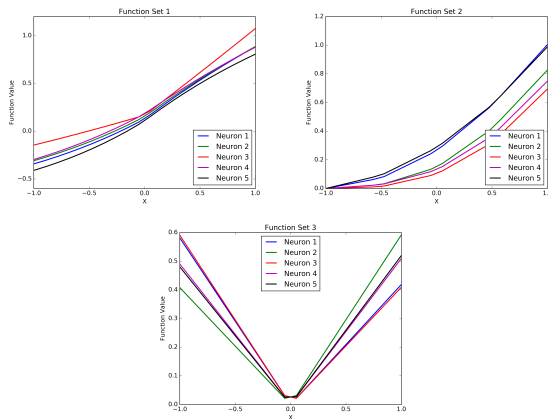 Function Set 1
Function Value
1.0
0.5
0.0
−0.5
−1.0
−0.5
0.0
0.5
1.0
x
Neuron 1
Neuron 2
Neuron 3
Neuron 4
Neuron 5
Function Set 2
Function Value
1.2
1.0
0.8
0.6
0.4
0.2
0.0
−1.0
−0.5
0.0
0.5
1.0
x
Neuron 1
Neuron 2
Neuron 3
Neuron 4
Neuron 5
Function Set 3
Function Value
0.6
0.5
0.4
0.3
0.2
0.1
0.0
−1.0
−0.5
0.0
0.5
1.0
x
Neuron 1
Neuron 2
Neuron 3
Neuron 4
Neuron 5